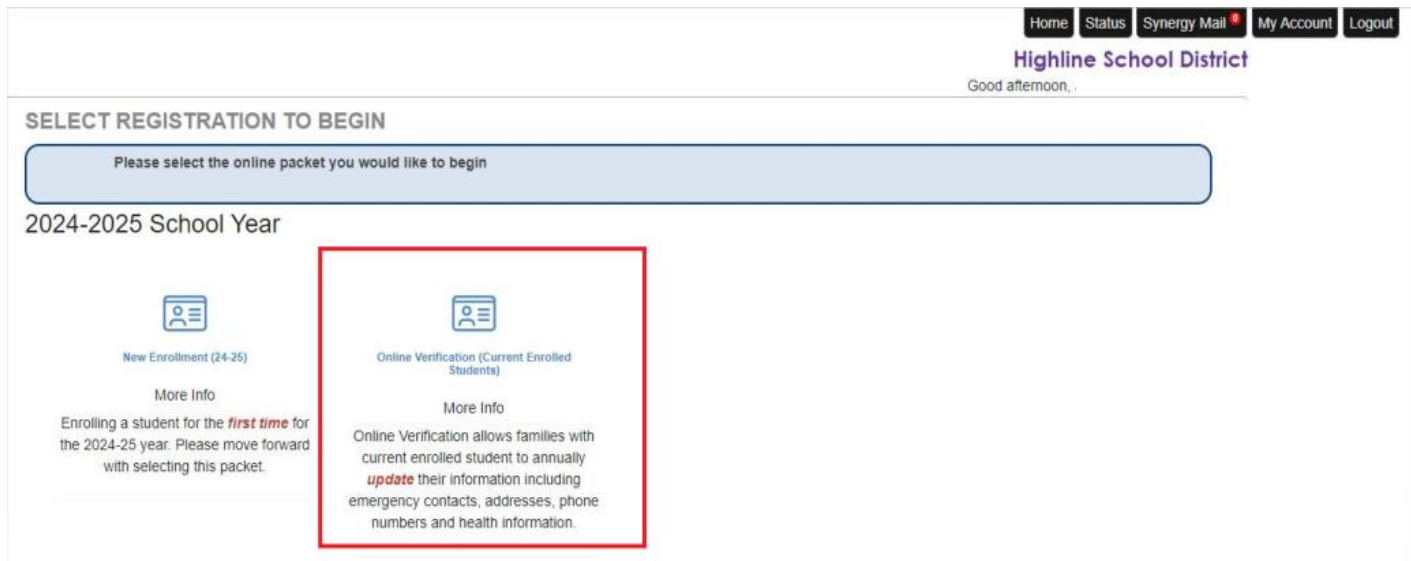 Home Status Synergy Mail 0 My Account Logout
Highline School District
Good afternoon,
SELECT REGISTRATION TO BEGIN
Please select the online packet you would like to begin
2024-2025 School Year
New Enrollment (24-25)
More Info
Enrolling a student for the first time for
the 2024-25 year. Please move forward
with selecting this packet.
Online Verification (Current Enrolled
Students)
More Info
Online Verification allows families with
current enrolled student to annually
update their information including
emergency contacts, addresses, phone
numbers and health information.